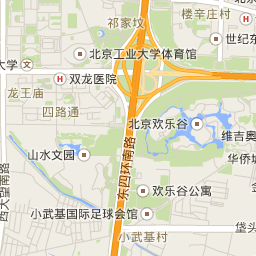 祁家坟
楼辛庄村
世纪东
北京工业大学体育馆
大学
双龙医院
龙王庙
四路通
北京欢乐谷
维吉奥
山水文园
华侨城
东四环南路
西大望南路
欢乐谷公寓
小武基国际足球会馆
垡头
小武基村